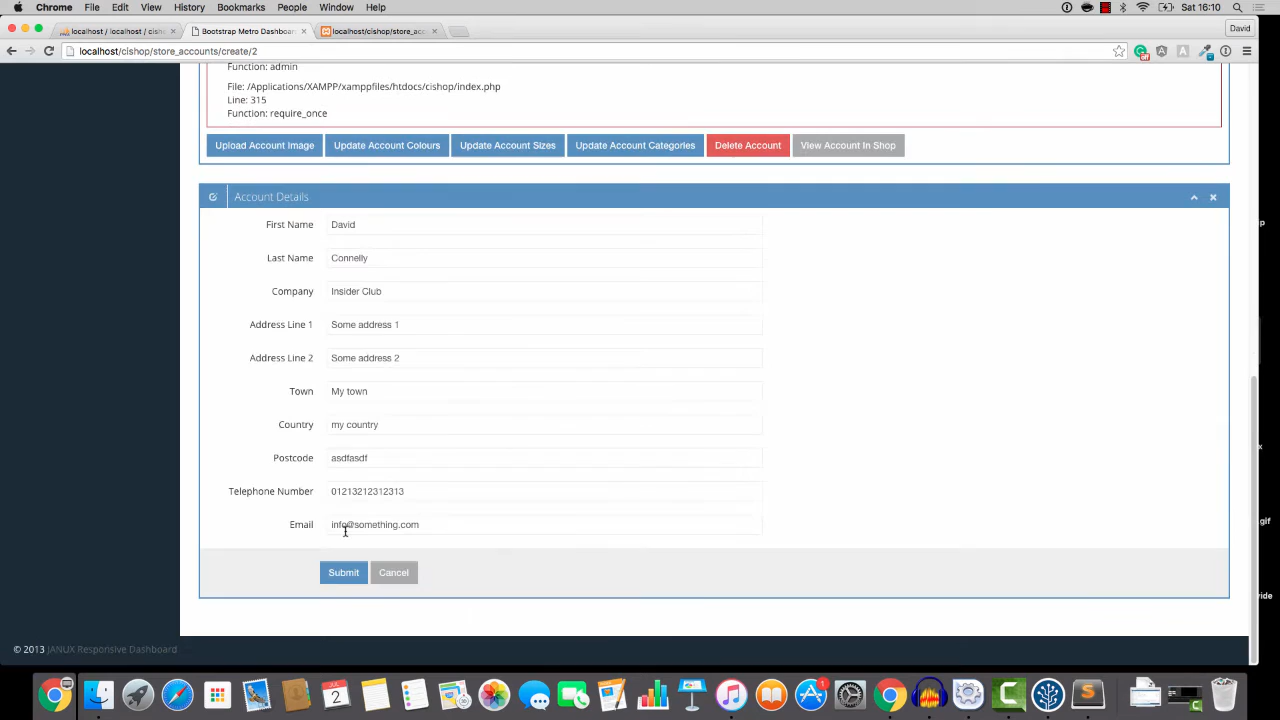 Chrome File Edit View History Bookmarks People Window Help
Sat 16:10
localhost / localhost / cisho
Bootstrap Metro Dashboar
localhost/cishop/store_acc
David
localhost/cishop/store_accounts/create/2
Function: admin
File: /Applications/XAMPP/xamppfiles/htdocs/cishop/index.php
Line: 315
Function: require_once
Upload Account Image
Update Account Colours
Update Account Sizes
Update Account Categories
Delete Account
View Account In Shop
Account Details
First Name David
Last Name Connelly
Company Insider Club
Address Line 1 Some address 1
Address Line 2 Some address 2
Town My town
Country my country
Postcode asdfasdf
Telephone Number 01213212312313
Email info@something.com
Submit Cancel
© 2013 JANUX Responsive Dashboard